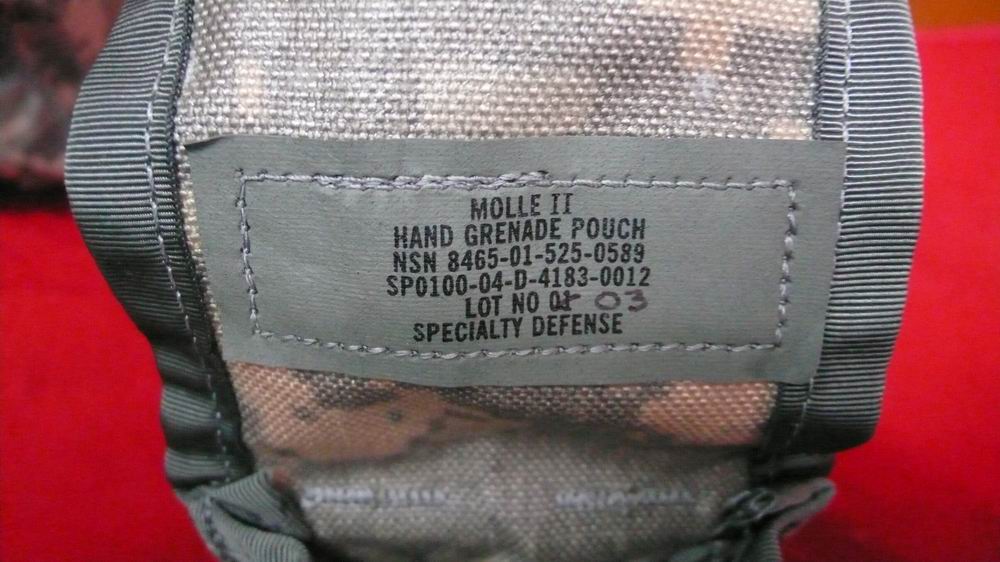 MOLLE II
HAND GRENADE POUCH
NSN 8465-01-525-0589
SP0100-04-D-4183-0012
LOT NO 03
SPECIALTY DEFENSE